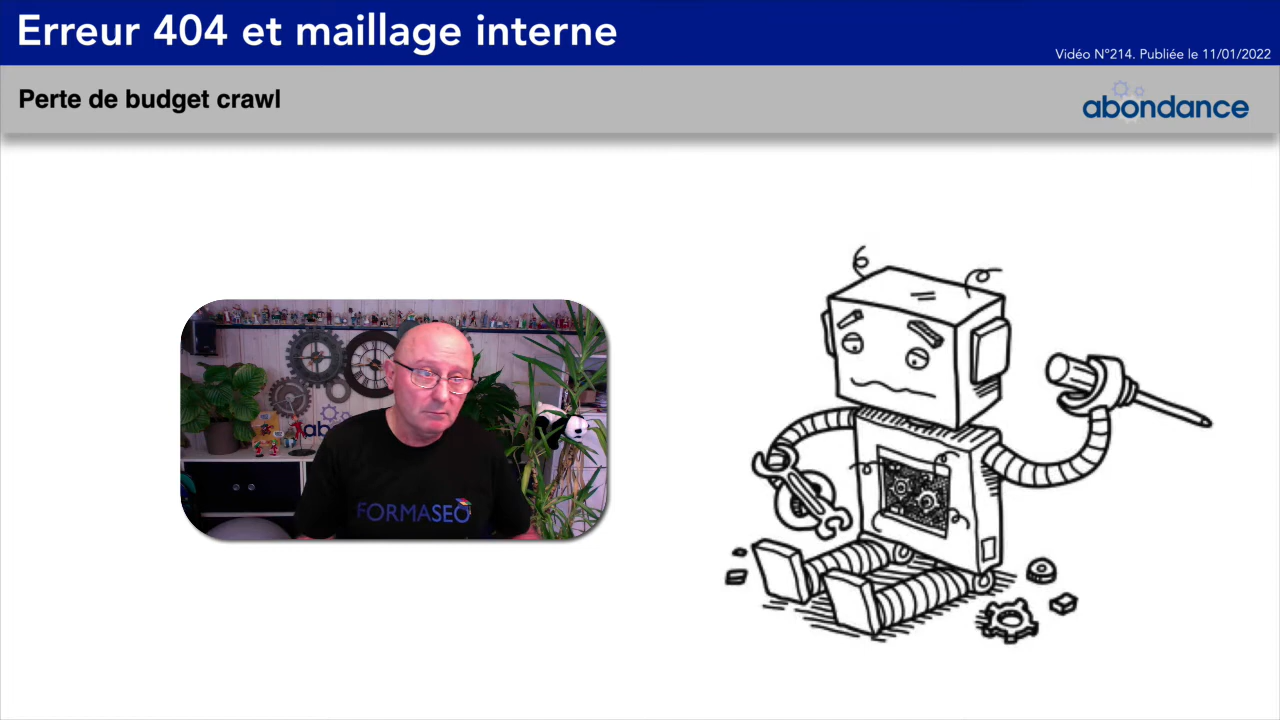 Erreur 404 et maillage interne
Vidéo N°214. Publiée le 11/01/2022
Perte de budget crawl
abondance
FORMASEO